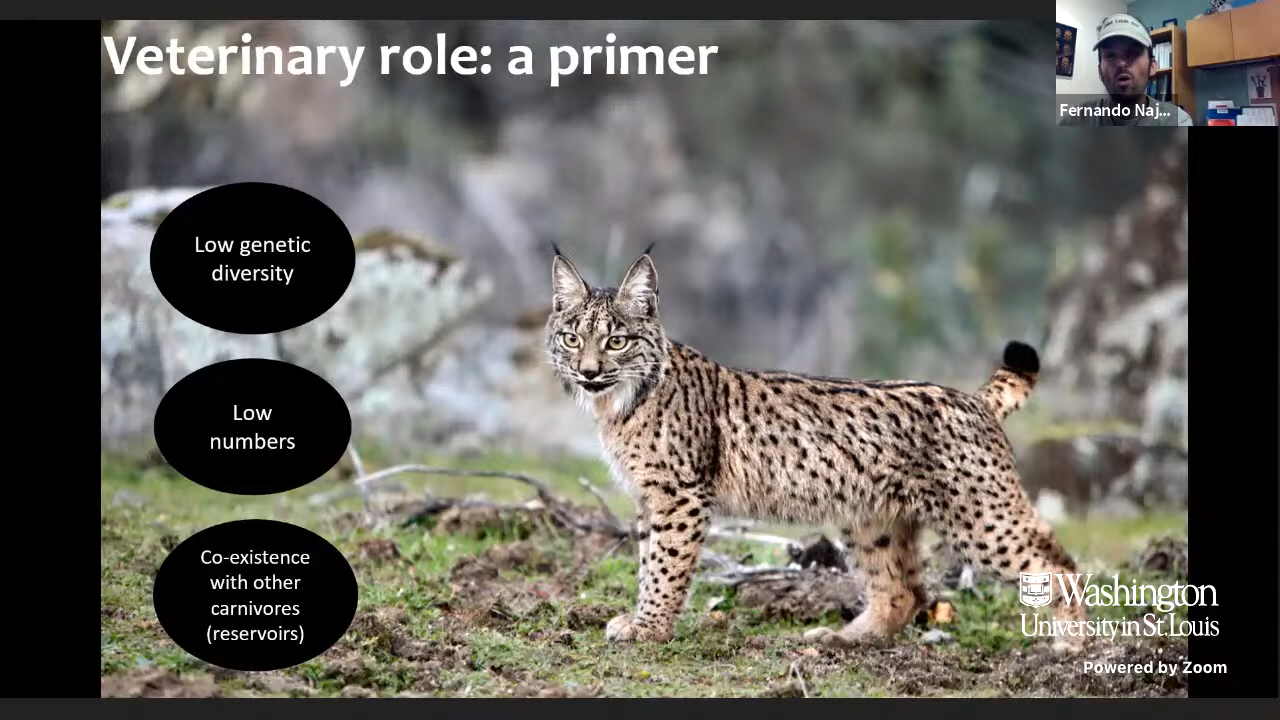 Veterinary role: a primer
Fernando Naj...
Low genetic
diversity
Low
numbers
Co-existence
with other
carnivores
(reservoirs)
Washington
University in St. Louis
Powered by Zoom